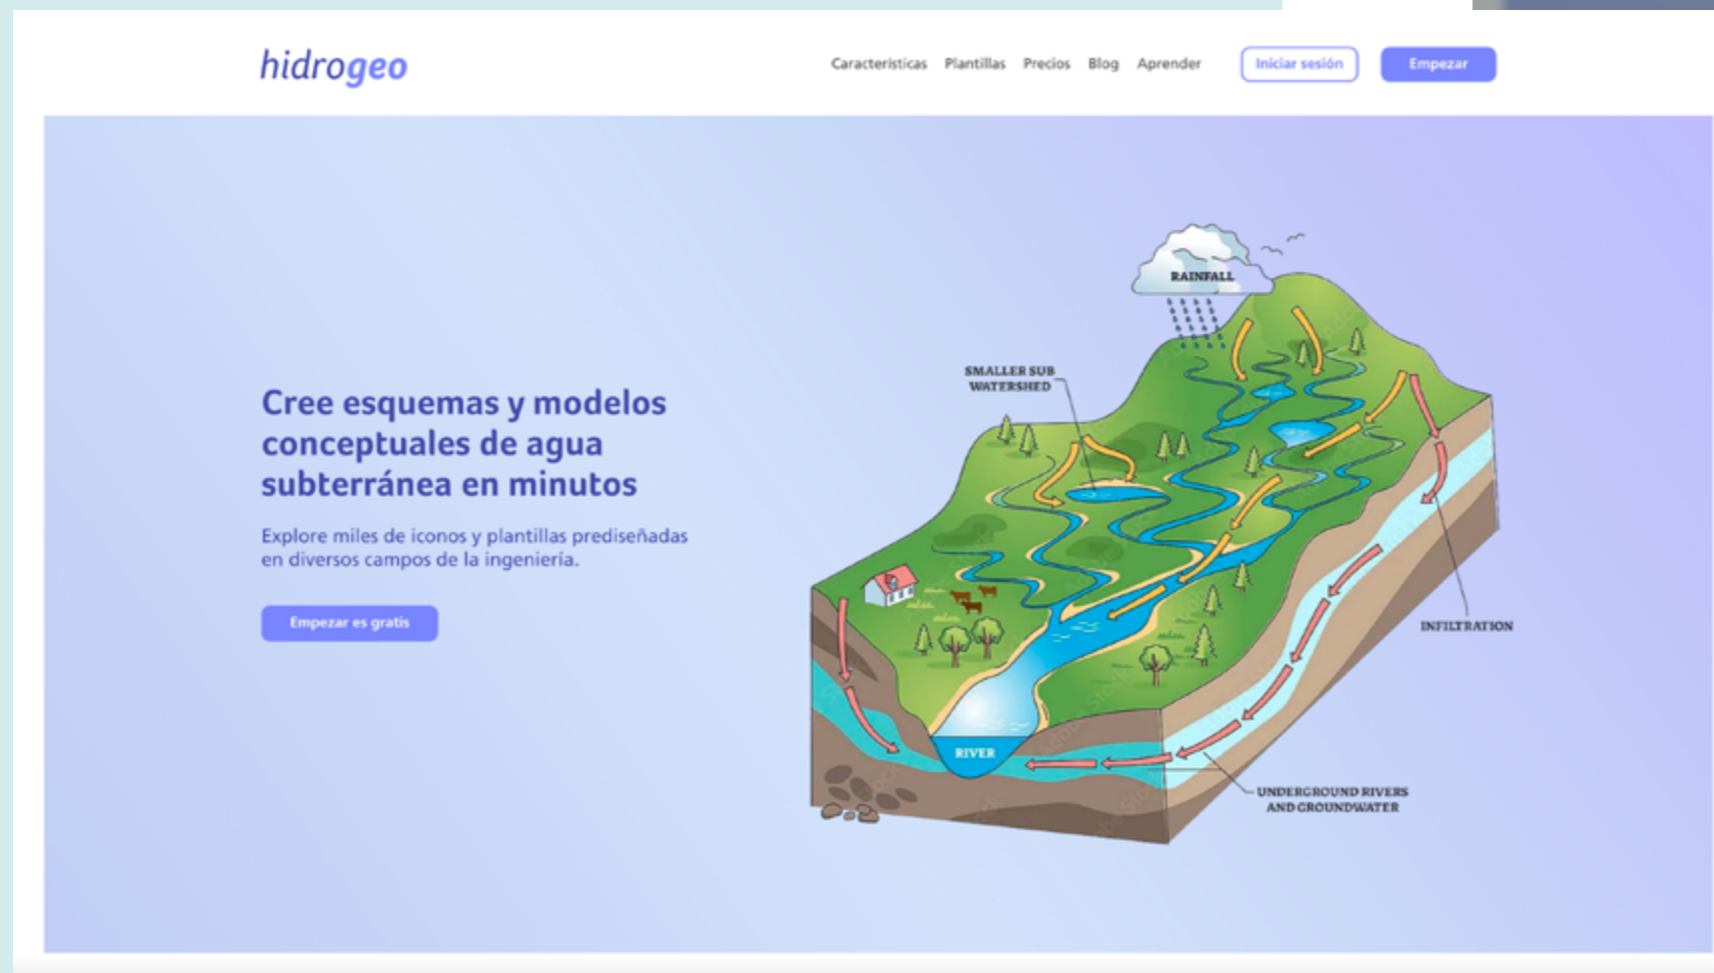 hidrogeo
Características Plantillas Precios Blog Aprender Iniciar sesión Empezar
RAINFALL
SMALLER SUB
WATERSHED
Cree esquemas y modelos
conceptuales de agua
subterránea en minutos
Explore miles de iconos y plantillas prediseñadas
en diversos campos de la ingeniería.
Empezar es gratis
INFILTRATION
RIVER
UNDERGROUND RIVERS
AND GROUNDWATER